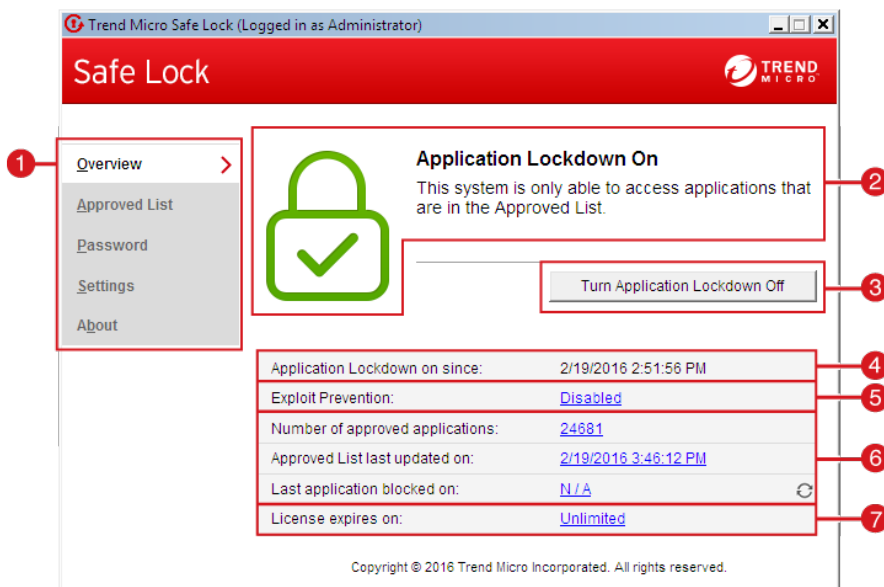 Trend Micro Safe Lock (Logged in as Administrator)
Safe Lock
TREND
MICRO
1
Overview
Approved List
Password
Settings
About
Application Lockdown On
This system is only able to access applications that
are in the Approved List.
2
Turn Application Lockdown Off
3
Application Lockdown on since: 2/19/2016 2:51:56 PM
4
Exploit Prevention: Disabled
5
Number of approved applications: 24681
Approved List last updated on: 2/19/2016 3:46:12 PM
6
Last application blocked on: N / A
License expires on: Unlimited
7
Copyright © 2016 Trend Micro Incorporated. All rights reserved.